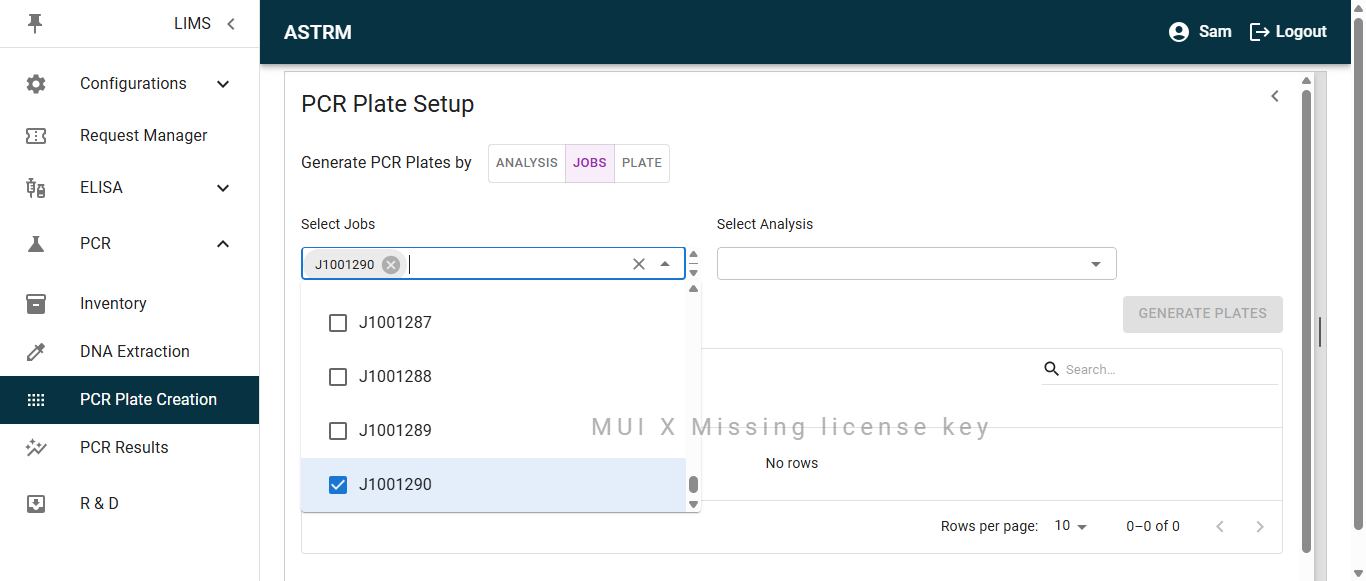 LIMS
ASTRM
Sam
Logout
Configurations
Request Manager
ELISA
PCR
Inventory
DNA Extraction
PCR Plate Creation
PCR Results
R & D
PCR Plate Setup
Generate PCR Plates by
ANALYSIS
JOBS
PLATE
Select Jobs
Select Analysis
J1001290
J1001287
J1001288
J1001289
J1001290
GENERATE PLATES
Search…
MUI X Missing license key
No rows
Rows per page:
10
0–0 of 0